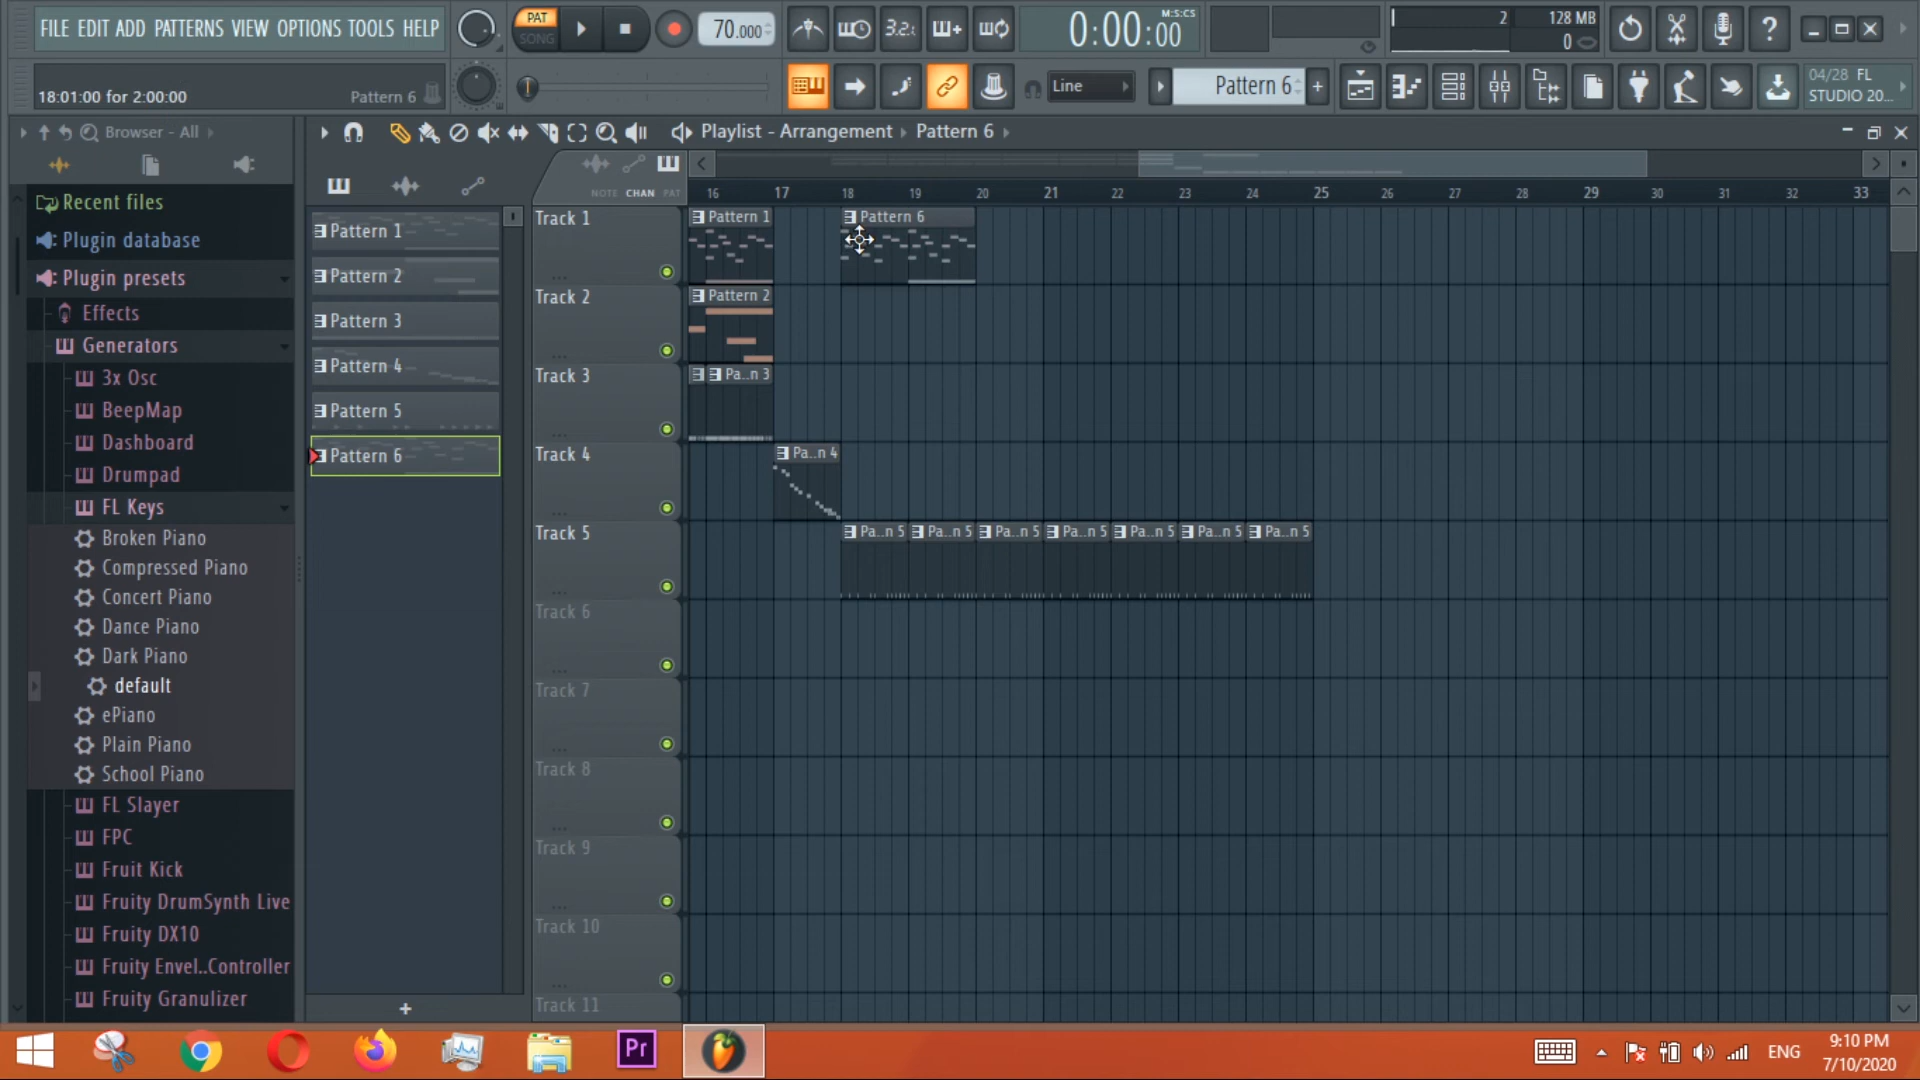 FILE EDIT ADD PATTERNS VIEW OPTIONS TOOLS HELP
PAT
SONG
70.000
3.2.
0:00:00
M:S:CS
2
128 MB
0
18:01:00 for 2:00:00
Pattern 6
Line
Pattern 6
04/28 FL
STUDIO 20...
Browser - All
Playlist - Arrangement › Pattern 6 ›
NOTE CHAN PAT
16 17 18 19 20 21 22 23 24 25 26 27 28 29 30 31 32 33
Recent files
Plugin database
Plugin presets
Effects
Generators
3x Osc
BeepMap
Dashboard
Drumpad
FL Keys
Broken Piano
Compressed Piano
Concert Piano
Dance Piano
Dark Piano
default
ePiano
Plain Piano
School Piano
FL Slayer
FPC
Fruit Kick
Fruity DrumSynth Live
Fruity DX10
Fruity Envel..Controller
Fruity Granulizer
Pattern 1
Pattern 2
Pattern 3
Pattern 4
Pattern 5
Pattern 6
+
Track 1
Pattern 1
Pattern 6
Track 2
Pattern 2
Track 3
Pa..n 3
Track 4
Pa..n 4
Track 5
Pa..n 5 Pa..n 5 Pa..n 5 Pa..n 5 Pa..n 5 Pa..n 5 Pa..n 5
Track 6
Track 7
Track 8
Track 9
Track 10
Track 11
Pr
ENG
9:10 PM
7/10/2020